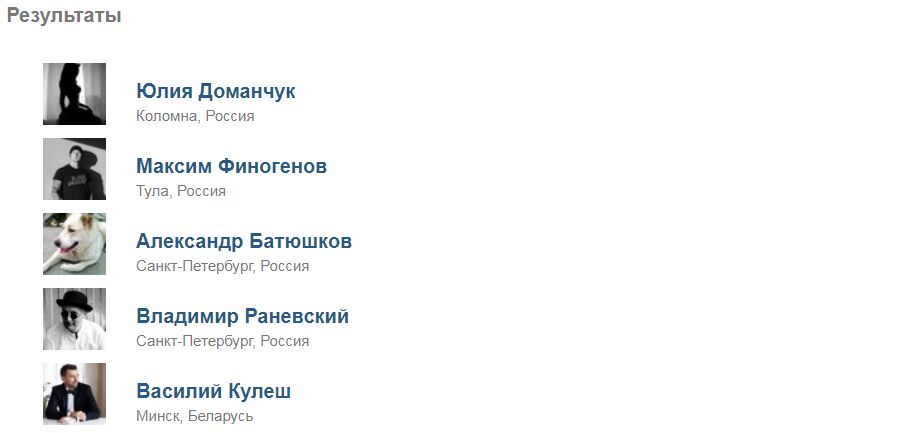 Результаты
Юлия Доманчук
Коломна, Россия
Максим Финогенов
Тула, Россия
Александр Батюшков
Санкт-Петербург, Россия
Владимир Раневский
Санкт-Петербург, Россия
Василий Кулеш
Минск, Беларусь